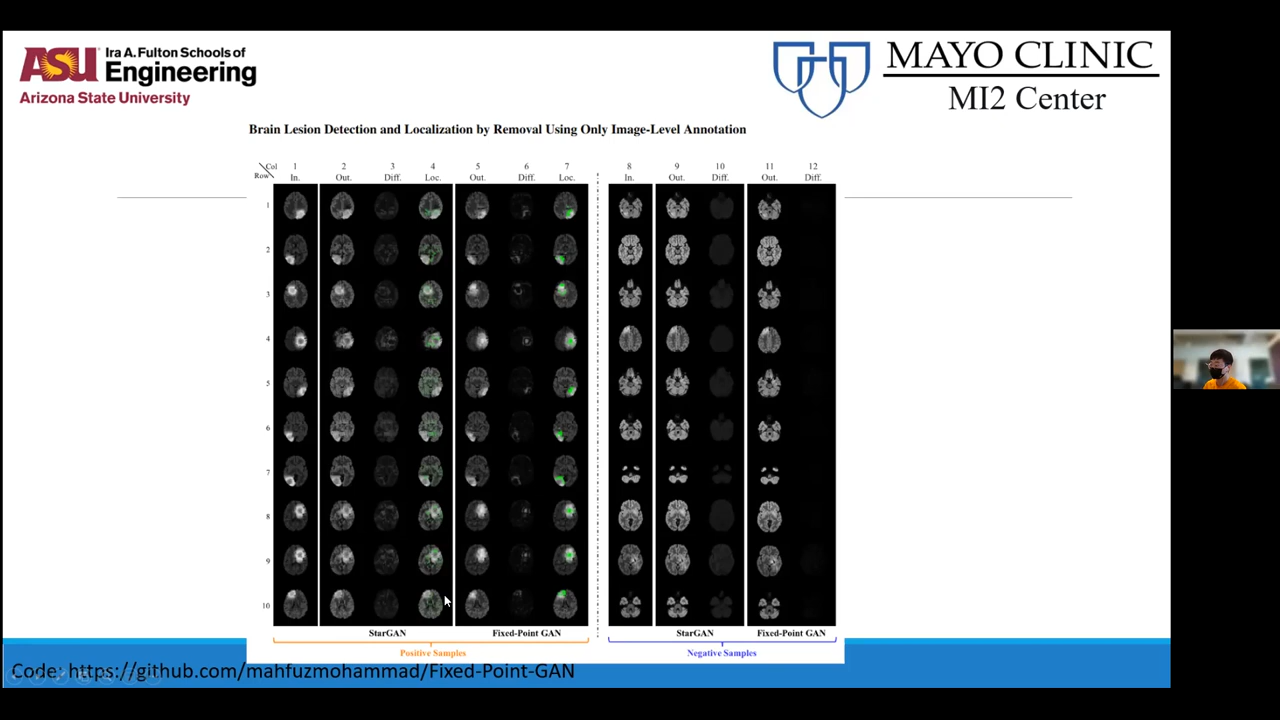 ASU Ira A. Fulton Schools of
Engineering
Arizona State University
MAYO CLINIC
MI2 Center
Brain Lesion Detection and Localization by Removal Using Only Image-Level Annotation
Col 1 2 3 4 5 6 7 8 9 10 11 12
Row In. Out. Diff. Loc. Out. Diff. Loc. In. Out. Diff. Out. Diff.
1
2
3
4
5
6
7
8
9
10
StarGAN Fixed-Point GAN StarGAN Fixed-Point GAN
Positive Samples Negative Samples
Code: https://github.com/mahfuzmohammad/Fixed-Point-GAN